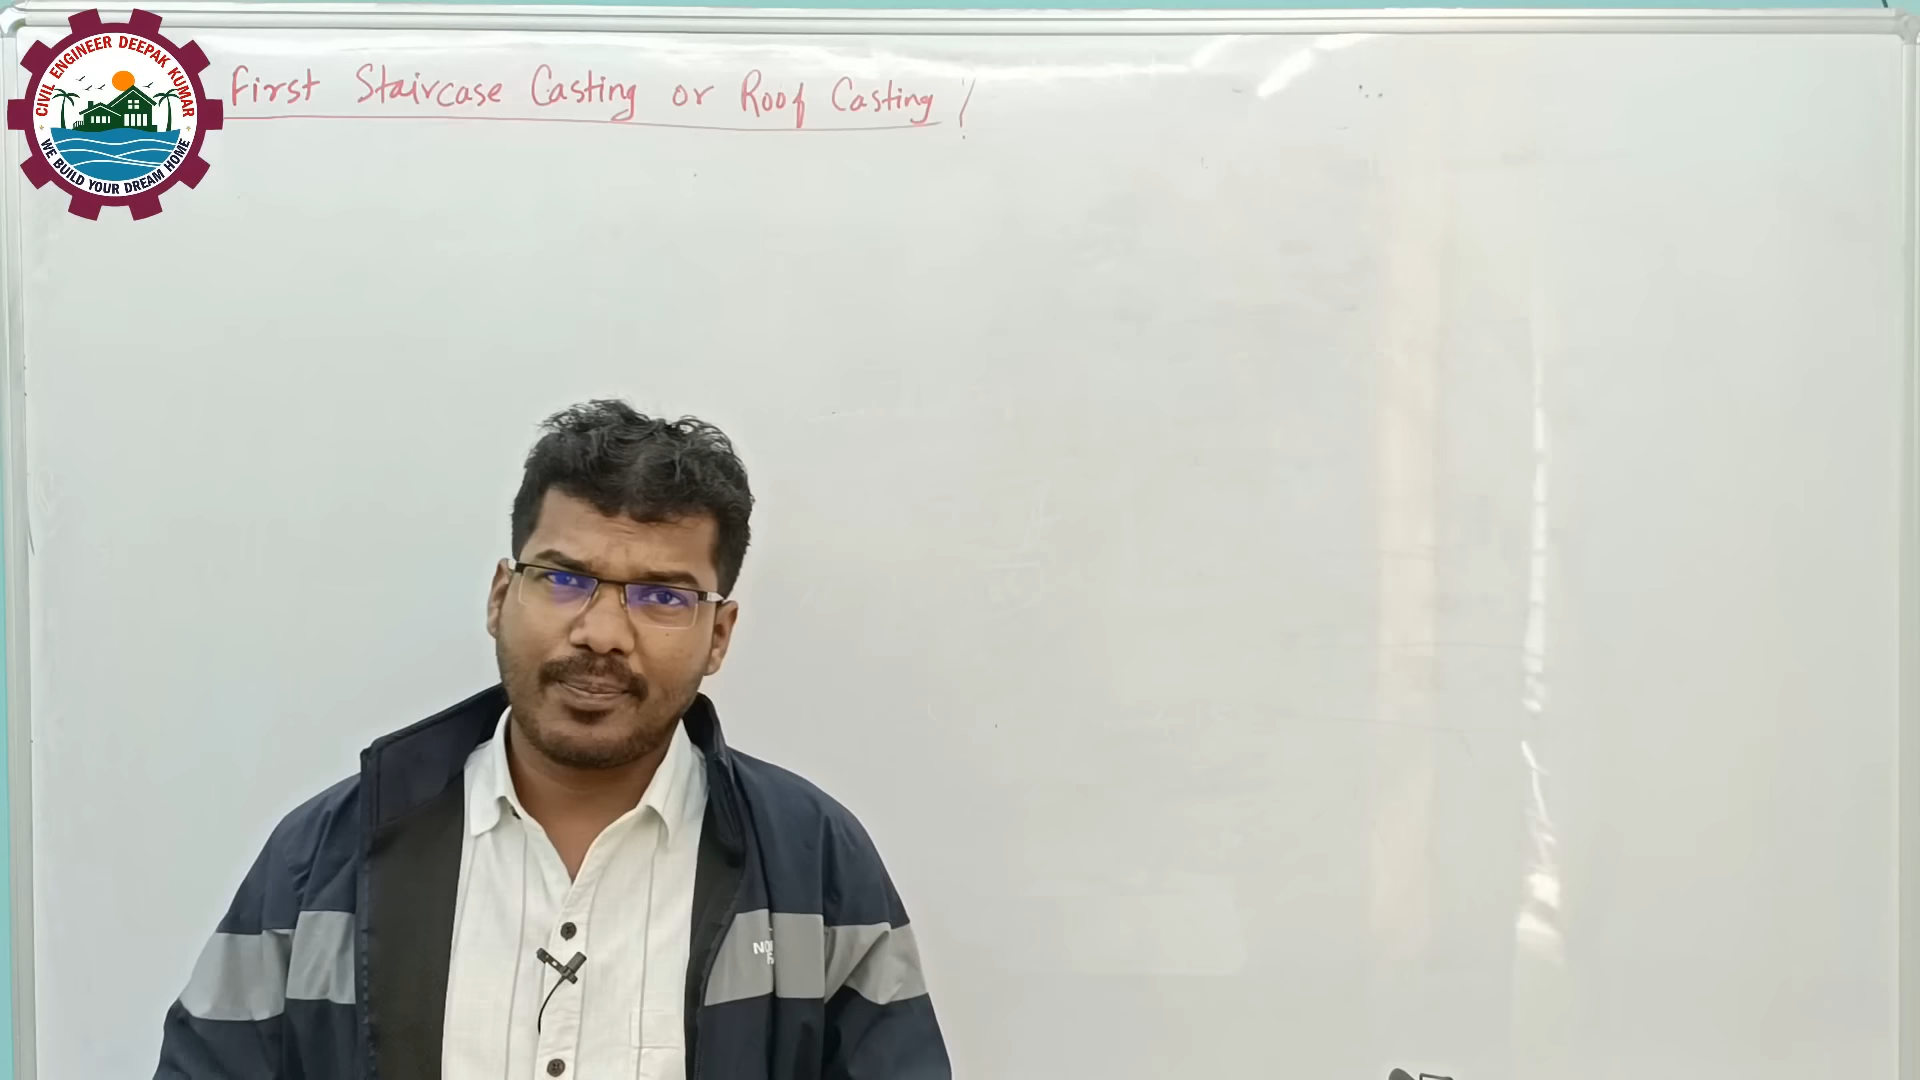 CIVIL ENGINEER DEEPAK KUMAR
WE BUILD YOUR DREAM HOME
First Staircase Casting or Roof Casting ?